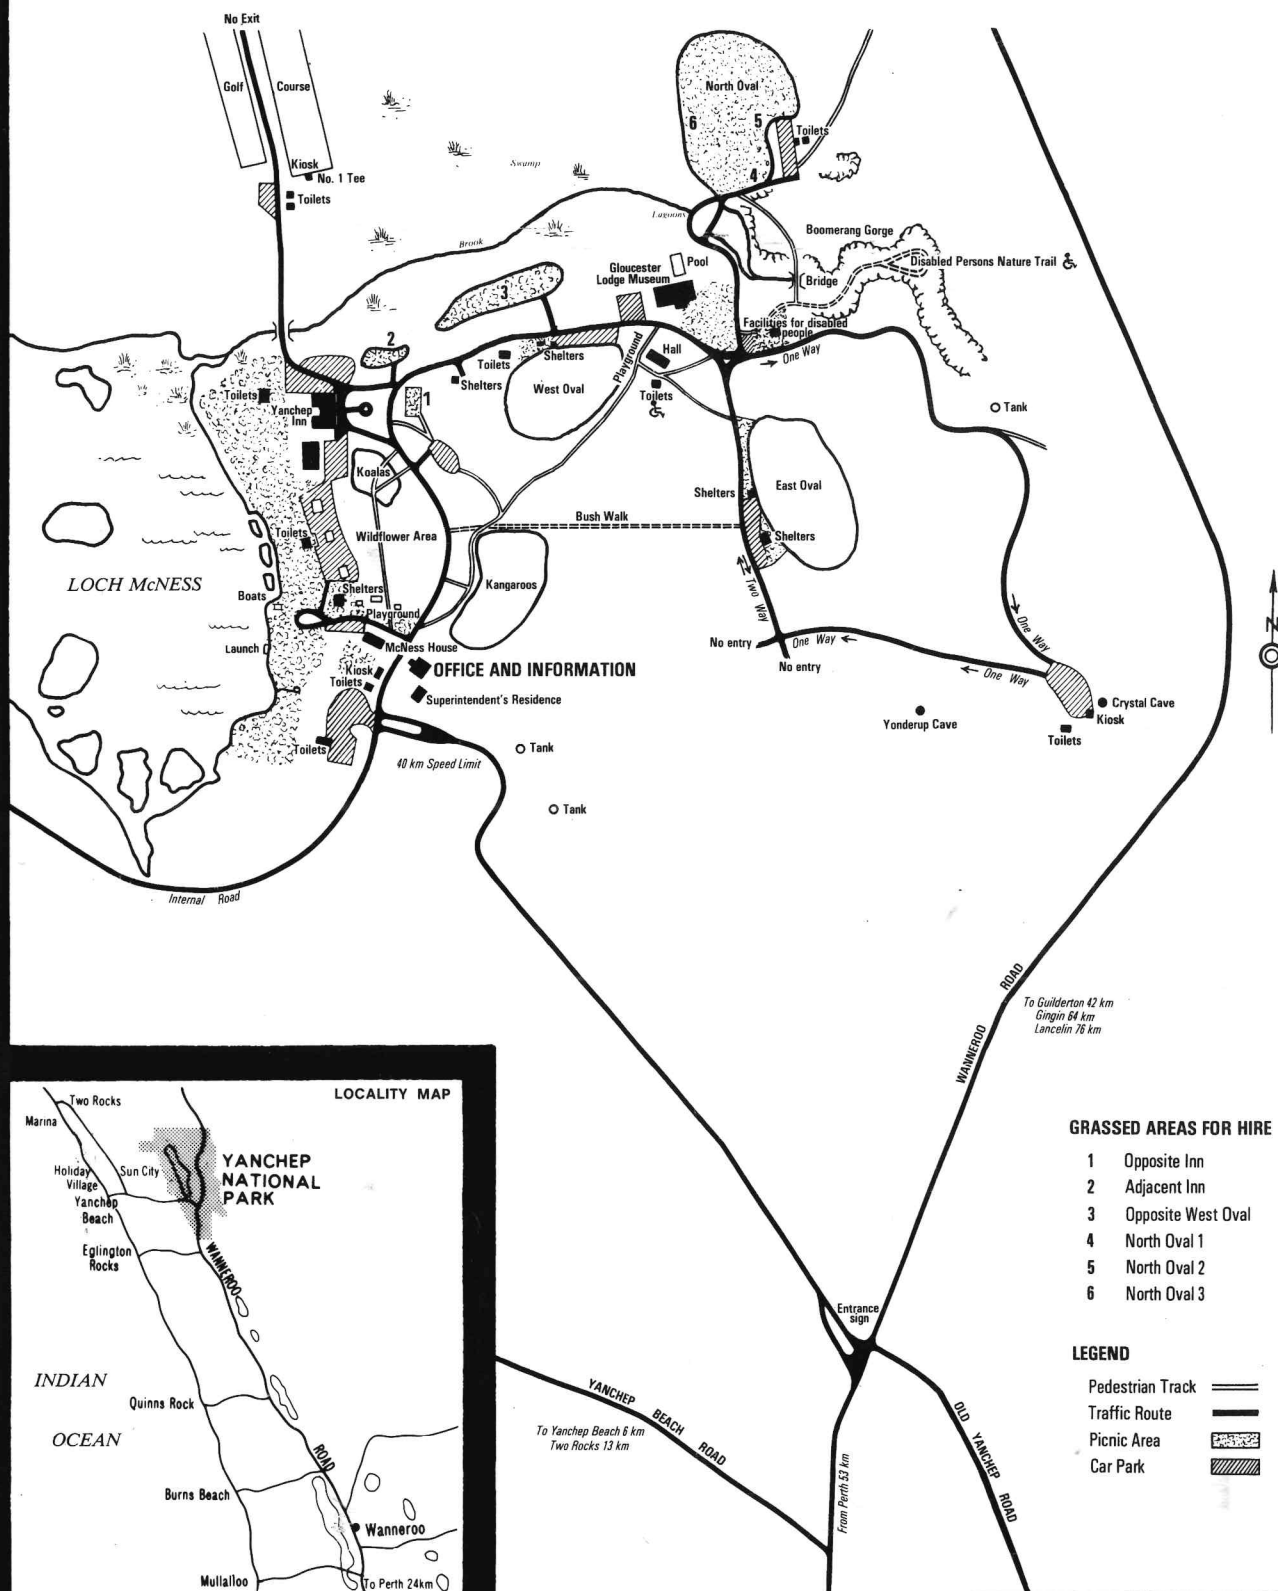 No Exit
Golf
Course
Kiosk
No. 1 Tee
Toilets
Swamp
Brook
Lagoons
North Oval
6
5
4
Toilets
Boomerang Gorge
Disabled Persons Nature Trail
Bridge
Pool
Gloucester
Lodge Museum
Facilities for disabled
people
One Way
3
2
1
Toilets
Shelters
Shelters
West Oval
Playground
Hall
Toilets
Tank
Toilets
Yanchep
Inn
Koalas
Shelters
East Oval
Shelters
Bush Walk
Wildflower Area
Toilets
Kangaroos
LOCH McNESS
Boats
Shelters
Playground
Launch
McNess House
Kiosk
Toilets
OFFICE AND INFORMATION
Superintendent's Residence
Toilets
40 km Speed Limit
Tank
Tank
Internal Road
Two Way
No entry
No entry
One Way
One Way
One Way
Yonderup Cave
Crystal Cave
Kiosk
Toilets
N
WANNEROO ROAD
To Guilderton 42 km
Gingin 64 km
Lancelin 76 km
Entrance
sign
YANCHEP BEACH ROAD
To Yanchep Beach 6 km
Two Rocks 13 km
From Perth 53 km
OLD YANCHEP ROAD
GRASSED AREAS FOR HIRE
1 Opposite Inn
2 Adjacent Inn
3 Opposite West Oval
4 North Oval 1
5 North Oval 2
6 North Oval 3
LEGEND
Pedestrian Track
Traffic Route
Picnic Area
Car Park
LOCALITY MAP
Two Rocks
Marina
Holiday
Village
Sun City
Yanchep
Beach
YANCHEP
NATIONAL
PARK
Eglington
Rocks
WANNEROO ROAD
INDIAN
OCEAN
Quinns Rock
Burns Beach
Wanneroo
Mullalloo
To Perth 24km